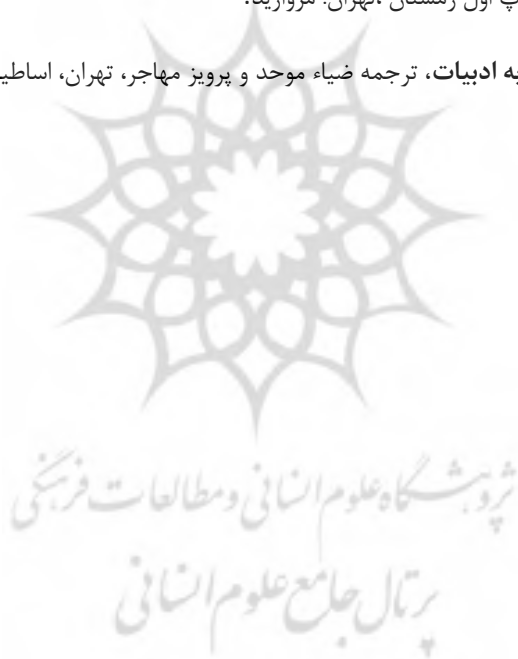 پ اول زمستان ،تهران: مروارید.
به ادبیات، ترجمه ضیاء موحد و پرویز مهاجر، تهران، اساطیر
پژوهشگاه علوم انسانی و مطالعات فرهنگی
پرتال جامع علوم انسانی